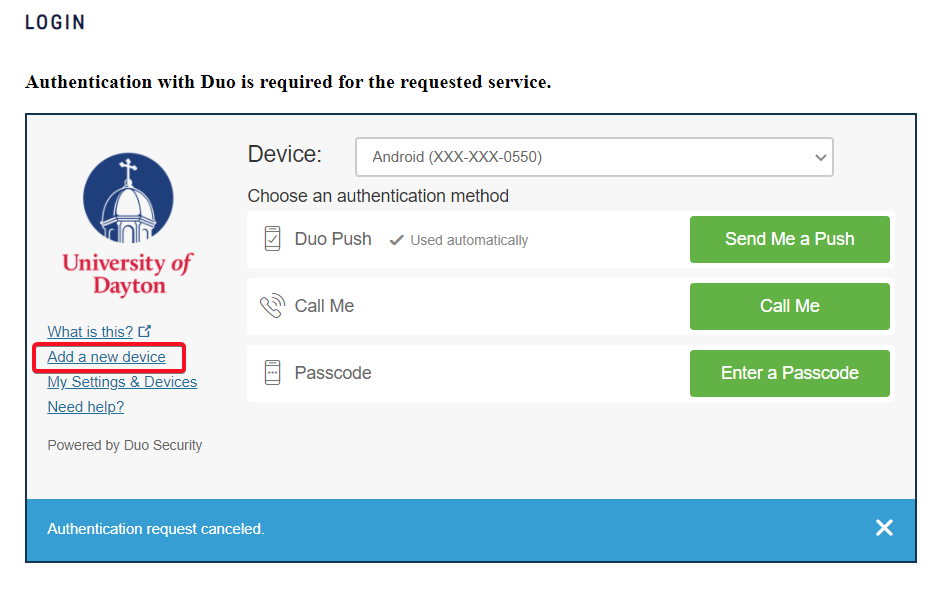 LOGIN
Authentication with Duo is required for the requested service.
University of
Dayton
What is this?
Add a new device
My Settings & Devices
Need help?
Powered by Duo Security
Device: Android (XXX-XXX-0550)
Choose an authentication method
Duo Push Used automatically Send Me a Push
Call Me Call Me
Passcode Enter a Passcode
Authentication request canceled.